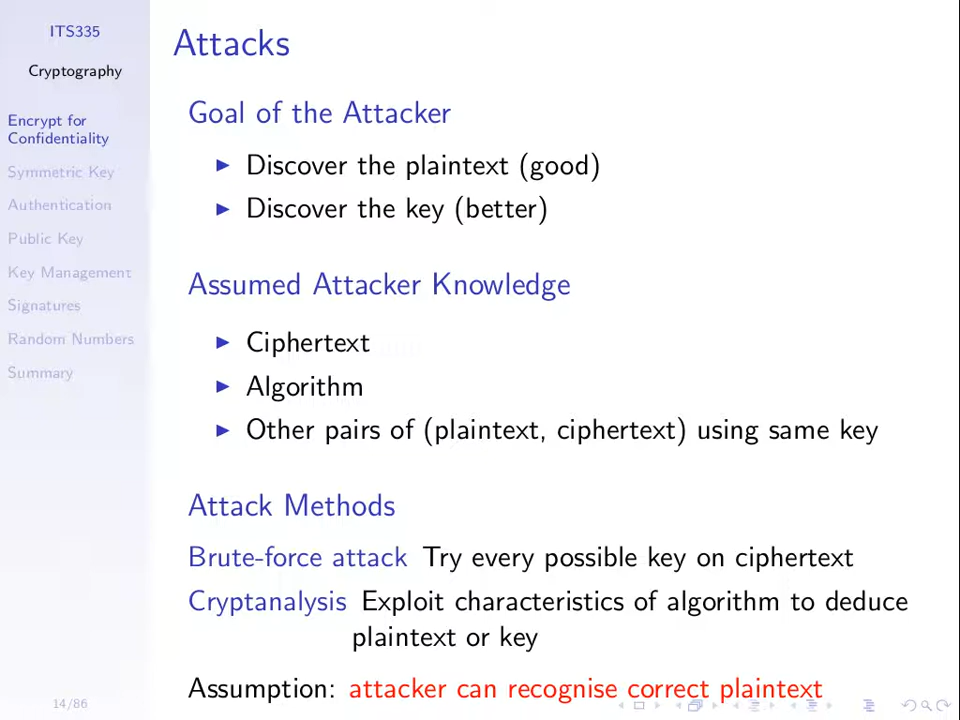 ITS335
Cryptography
Encrypt for
Confidentiality
Symmetric Key
Authentication
Public Key
Key Management
Signatures
Random Numbers
Summary
14/86
Attacks
Goal of the Attacker
Discover the plaintext (good)
Discover the key (better)
Assumed Attacker Knowledge
Ciphertext
Algorithm
Other pairs of (plaintext, ciphertext) using same key
Attack Methods
Brute-force attack Try every possible key on ciphertext
Cryptanalysis Exploit characteristics of algorithm to deduce
plaintext or key
Assumption: attacker can recognise correct plaintext